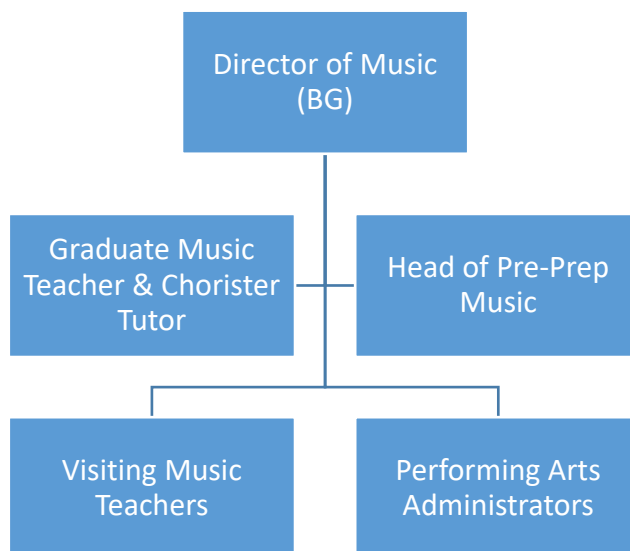 Director of Music
(BG)
Graduate Music
Teacher & Chorister
Tutor
Head of Pre-Prep
Music
Visiting Music
Teachers
Performing Arts
Administrators